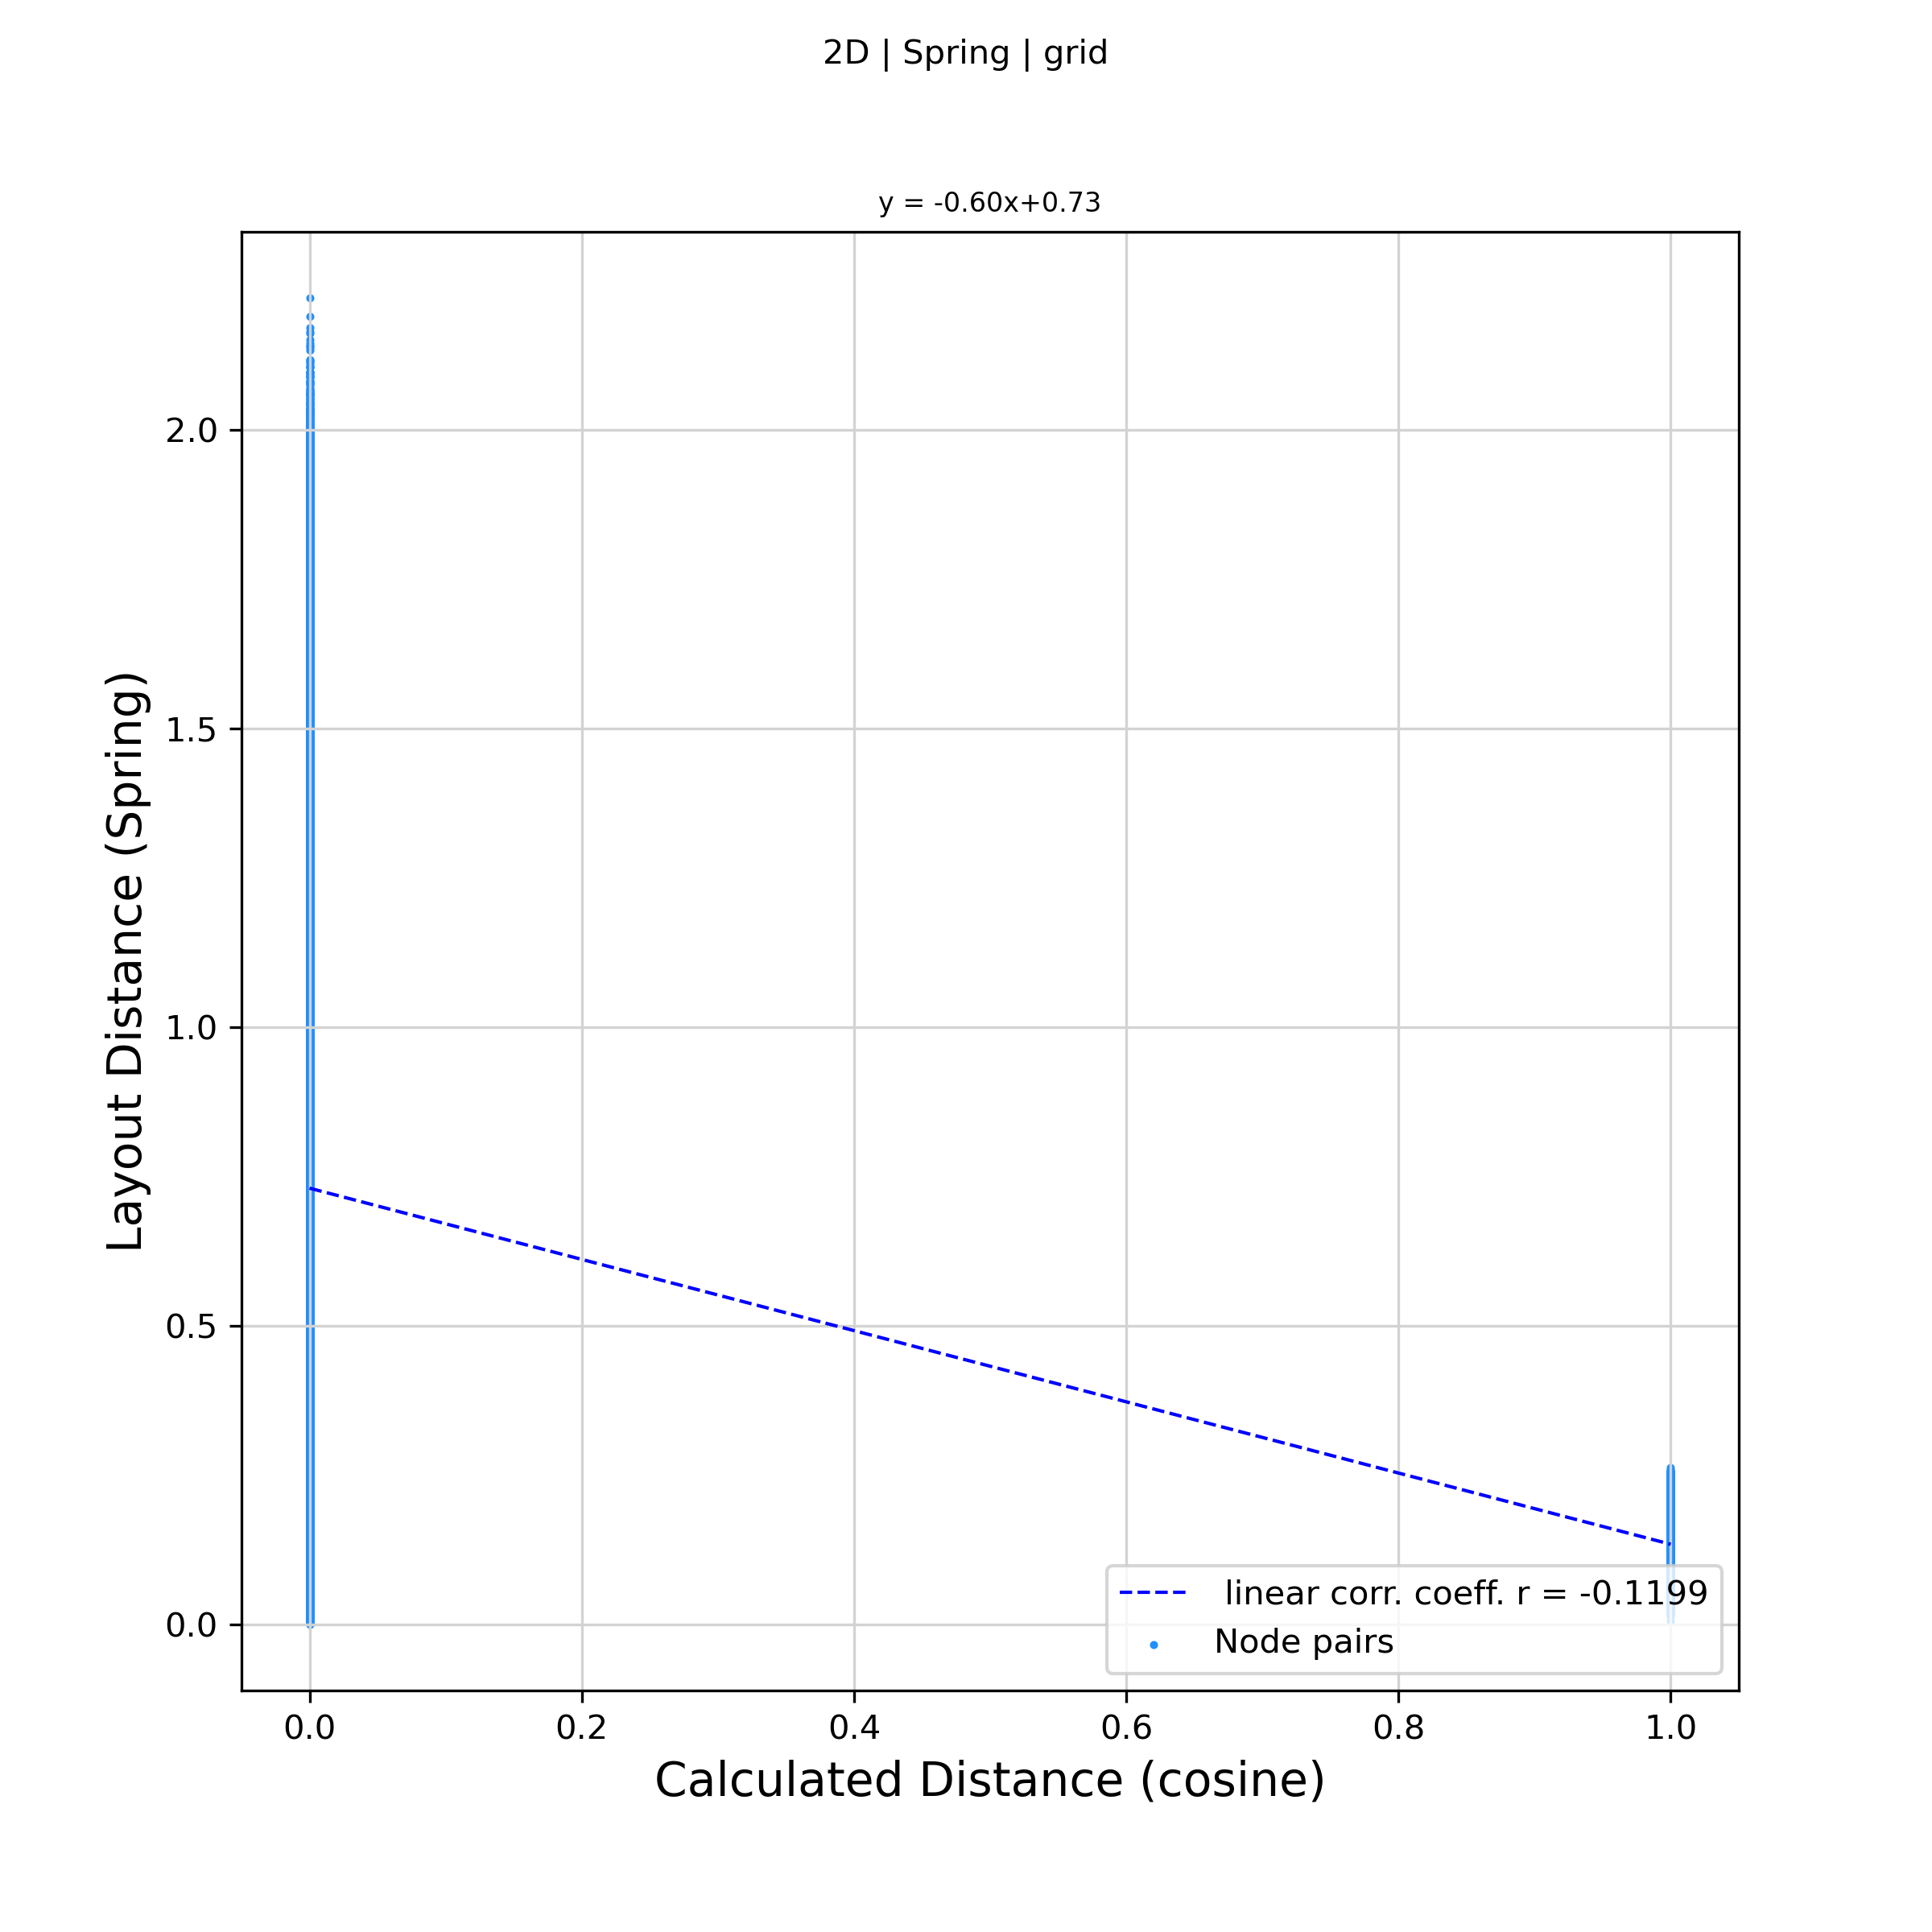 2D | Spring | grid
y = -0.60x+0.73
Layout Distance (Spring)
2.0
1.5
1.0
0.5
0.0
linear corr. coeff. r = -0.1199
Node pairs
0.0 0.2 0.4 0.6 0.8 1.0
Calculated Distance (cosine)